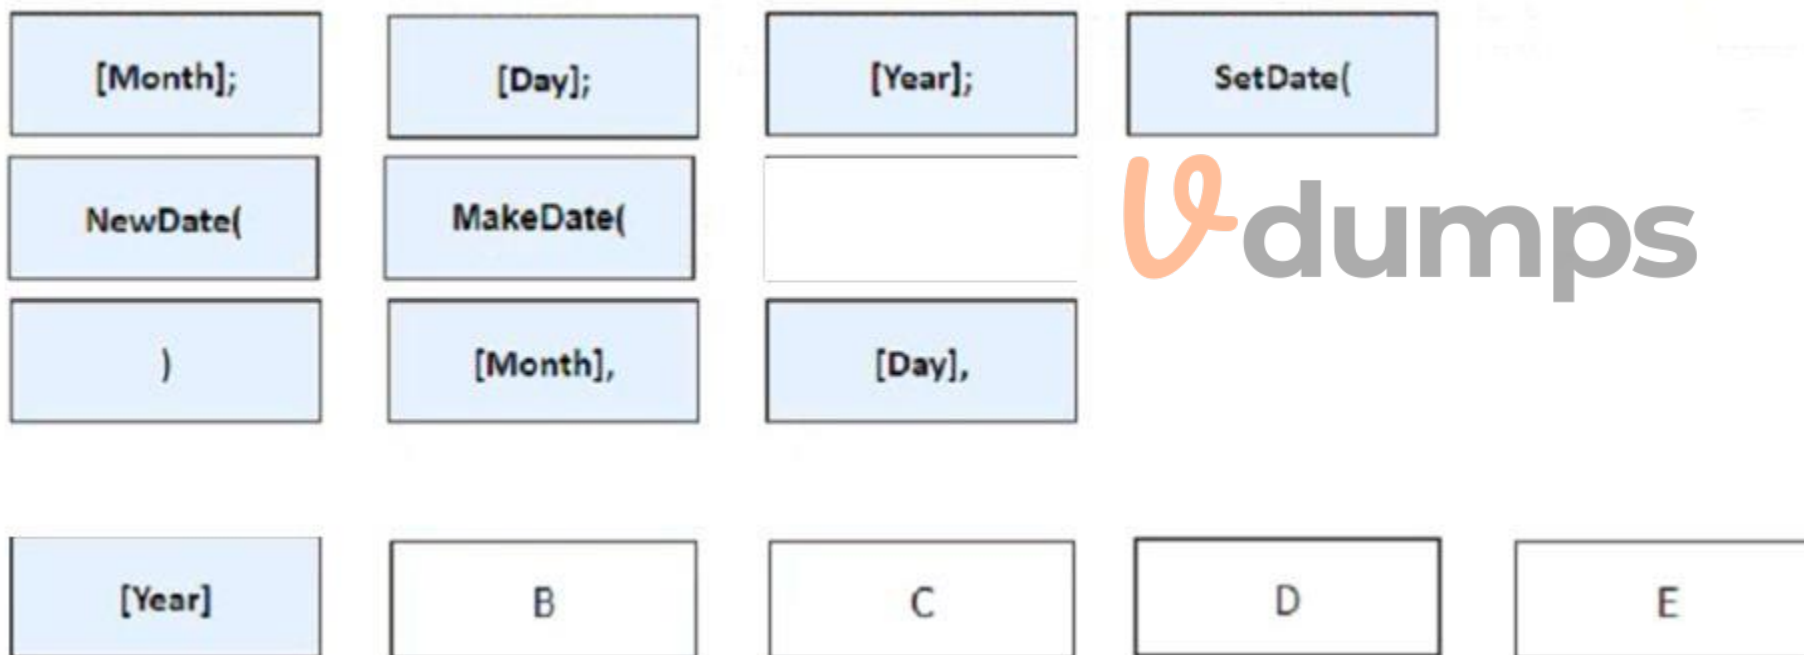 [Month]; [Day]; [Year]; SetDate(
NewDate( MakeDate(
Vdumps
) [Month], [Day],
[Year] B C D E